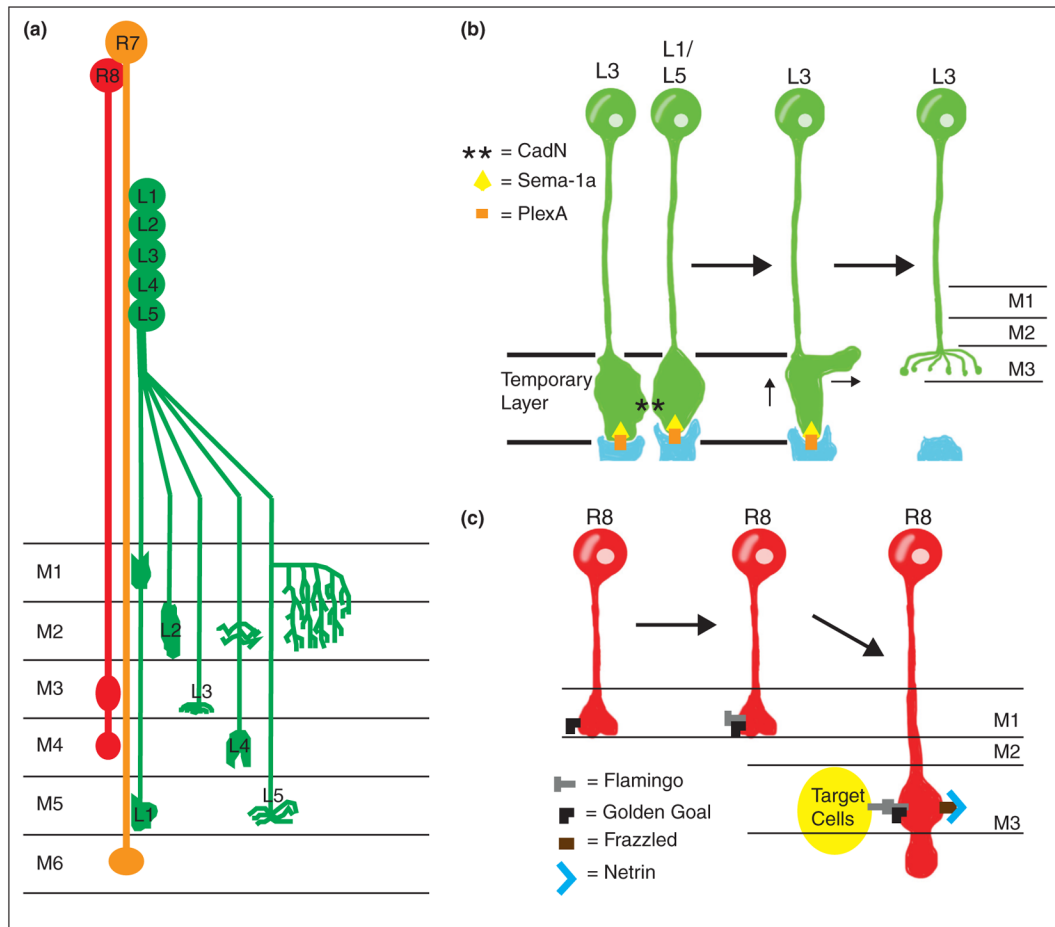 (a)
R7
R8
L1
L2
L3
L4
L5
M1
M2
L2
M3
L3
M4
L4
M5
L1
L5
M6
(b)
L3
L1/
L5
L3
L3
** = CadN
= Sema-1a
= PlexA
M1
M2
M3
Temporary
Layer
**
(c)
R8
R8
R8
M1
M2
M3
Target
Cells
= Flamingo
= Golden Goal
= Frazzled
= Netrin